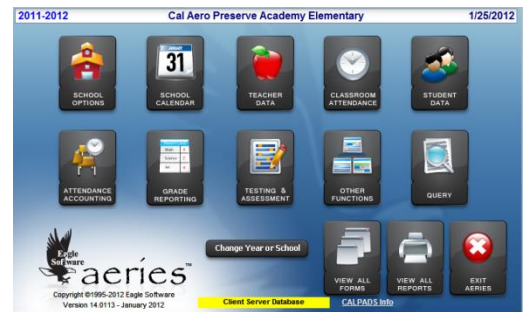 2011-2012 Cal Aero Preserve Academy Elementary 1/25/2012
JANUARY
31
SCHOOL OPTIONS
SCHOOL CALENDAR
TEACHER DATA
CLASSROOM ATTENDANCE
STUDENT DATA
ATTENDANCE ACCOUNTING
GRADE REPORTING
TESTING & ASSESSMENT
OTHER FUNCTIONS
QUERY
Eagle
Software
aeries™
Copyright ©1995-2012 Eagle Software
Version 14.0113 - January 2012
Change Year or School
Client Server Database
VIEW ALL FORMS
VIEW ALL REPORTS
EXIT AERIES
CALPADS Info